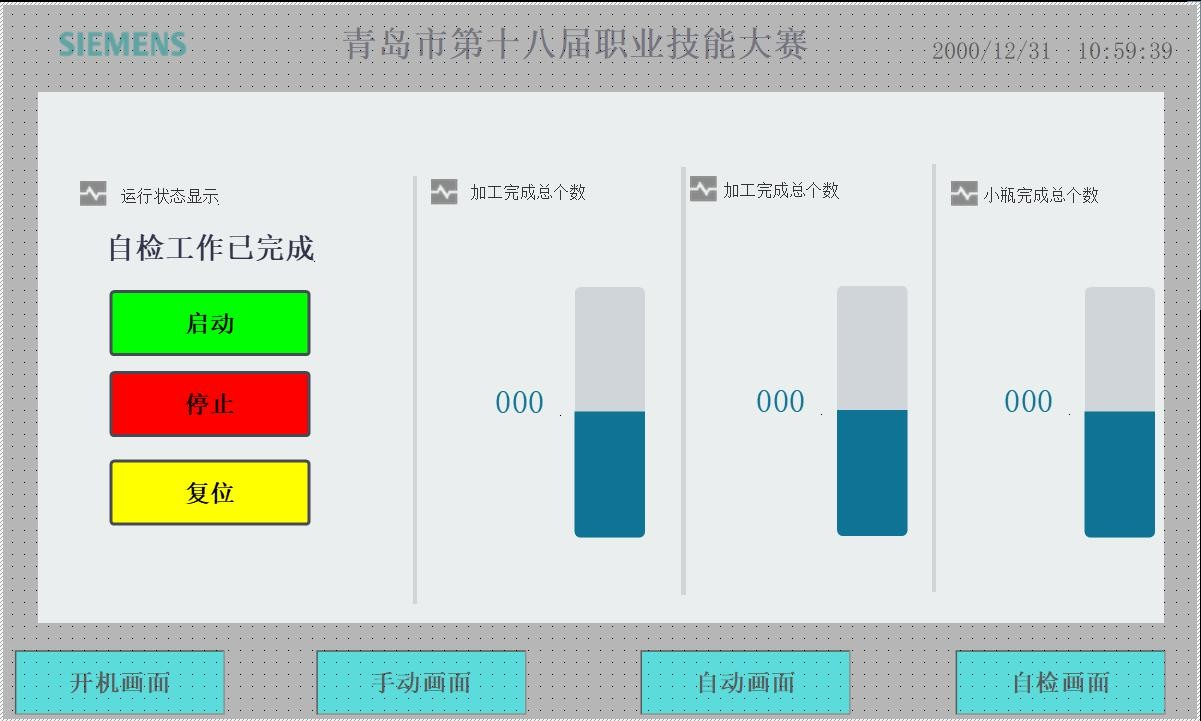 SIEMENS
青岛市第十八届职业技能大赛
2000/12/31 10:59:39
运行状态显示
加工完成总个数
加工完成总个数
小瓶完成总个数
自检工作已完成
启动
停止
复位
000
000
000
开机画面
手动画面
自动画面
自检画面